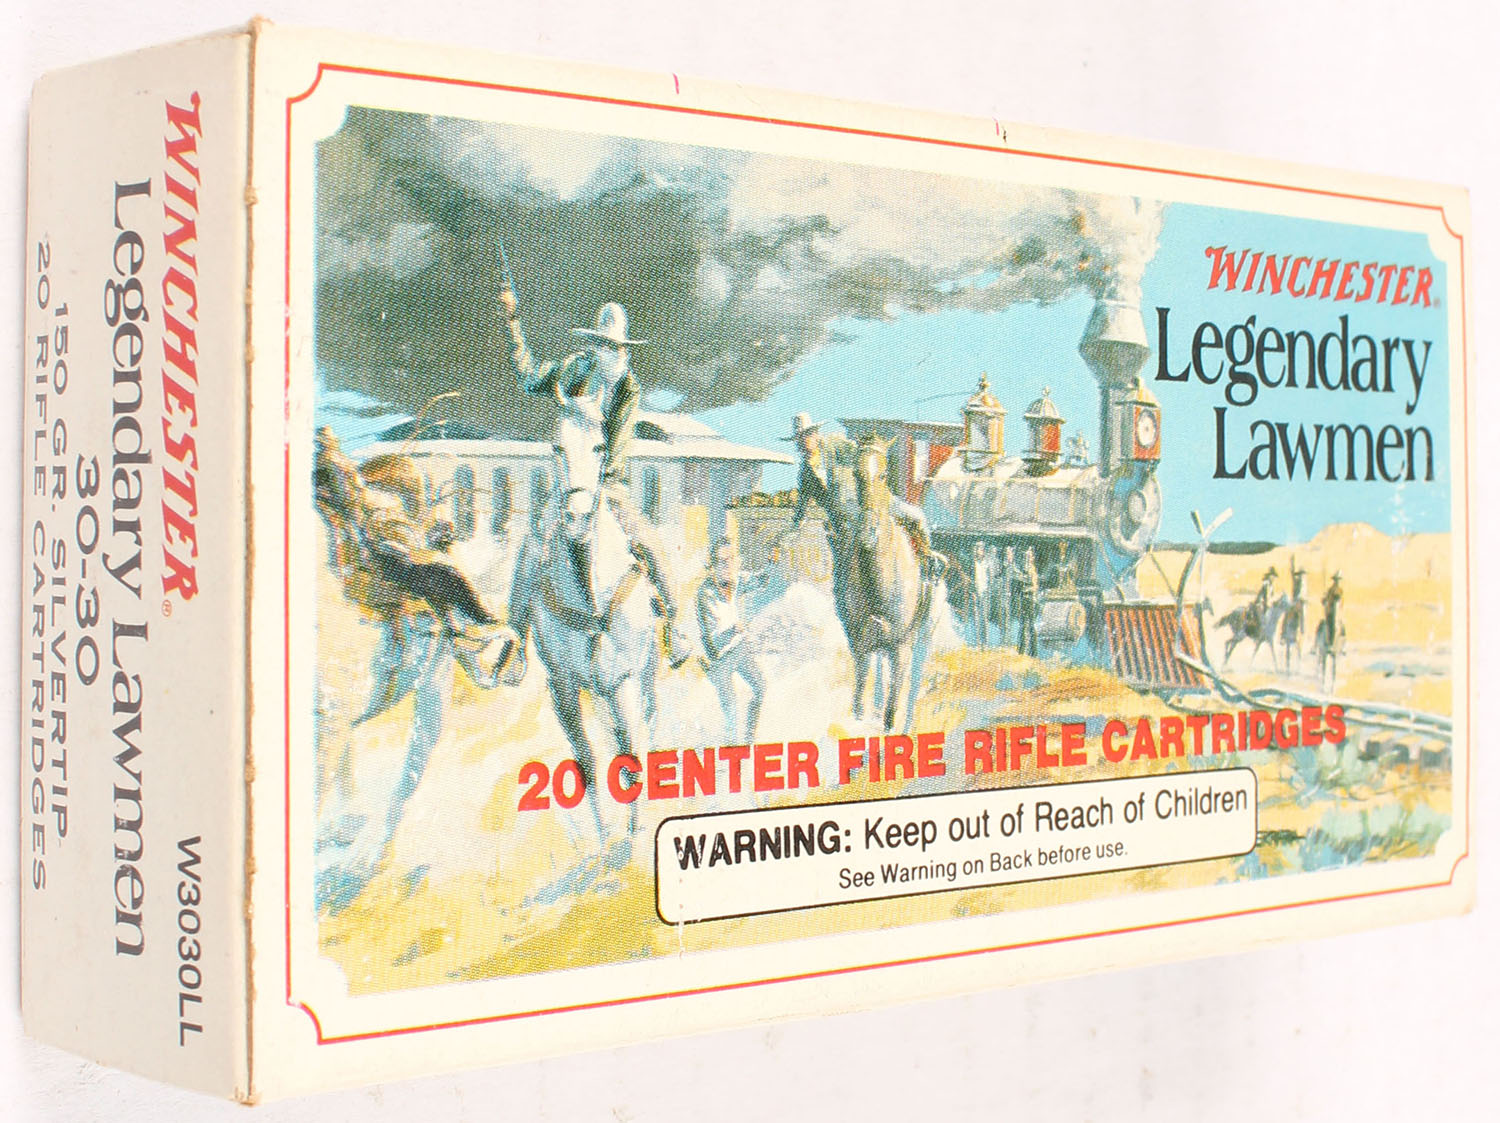 WINCHESTER®
Legendary
Lawmen
20 CENTER FIRE RIFLE CARTRIDGES
WARNING: Keep out of Reach of Children
See Warning on Back before use.
WINCHESTER®
Legendary Lawmen
30-30
150 GR. SILVERTIP
20 RIFLE CARTRIDGES
W3030LL